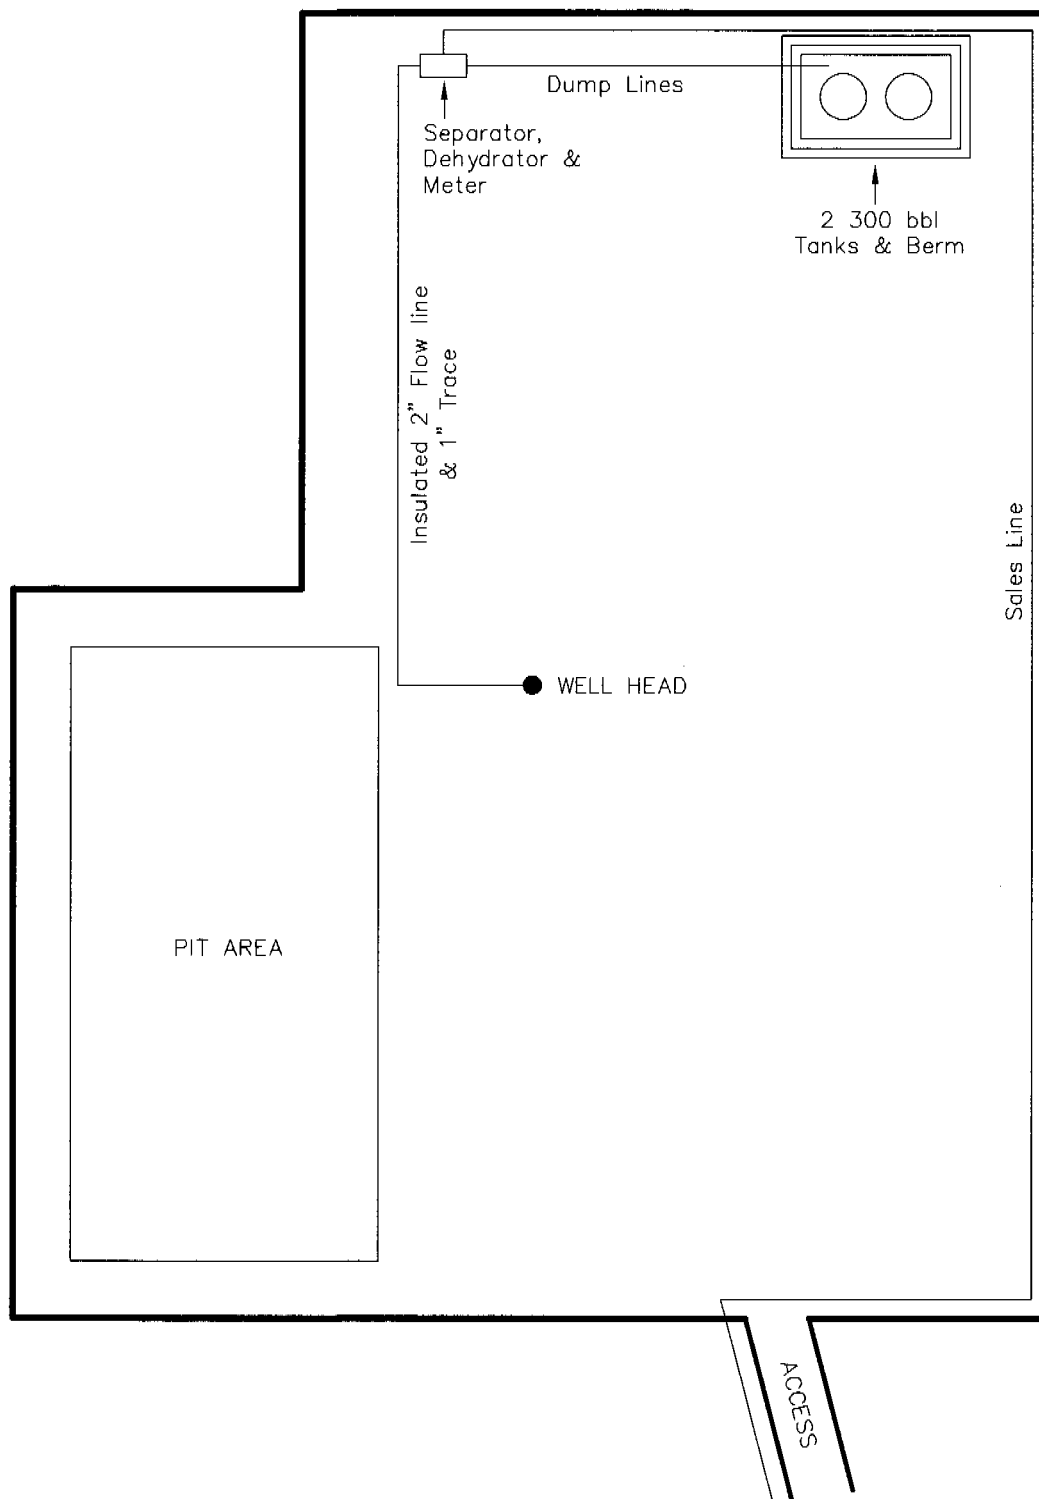 Dump Lines
Separator,
Dehydrator &
Meter
2 300 bbl
Tanks & Berm
Insulated 2" Flow line
& 1" Trace
Sales Line
WELL HEAD
PIT AREA
ACCESS